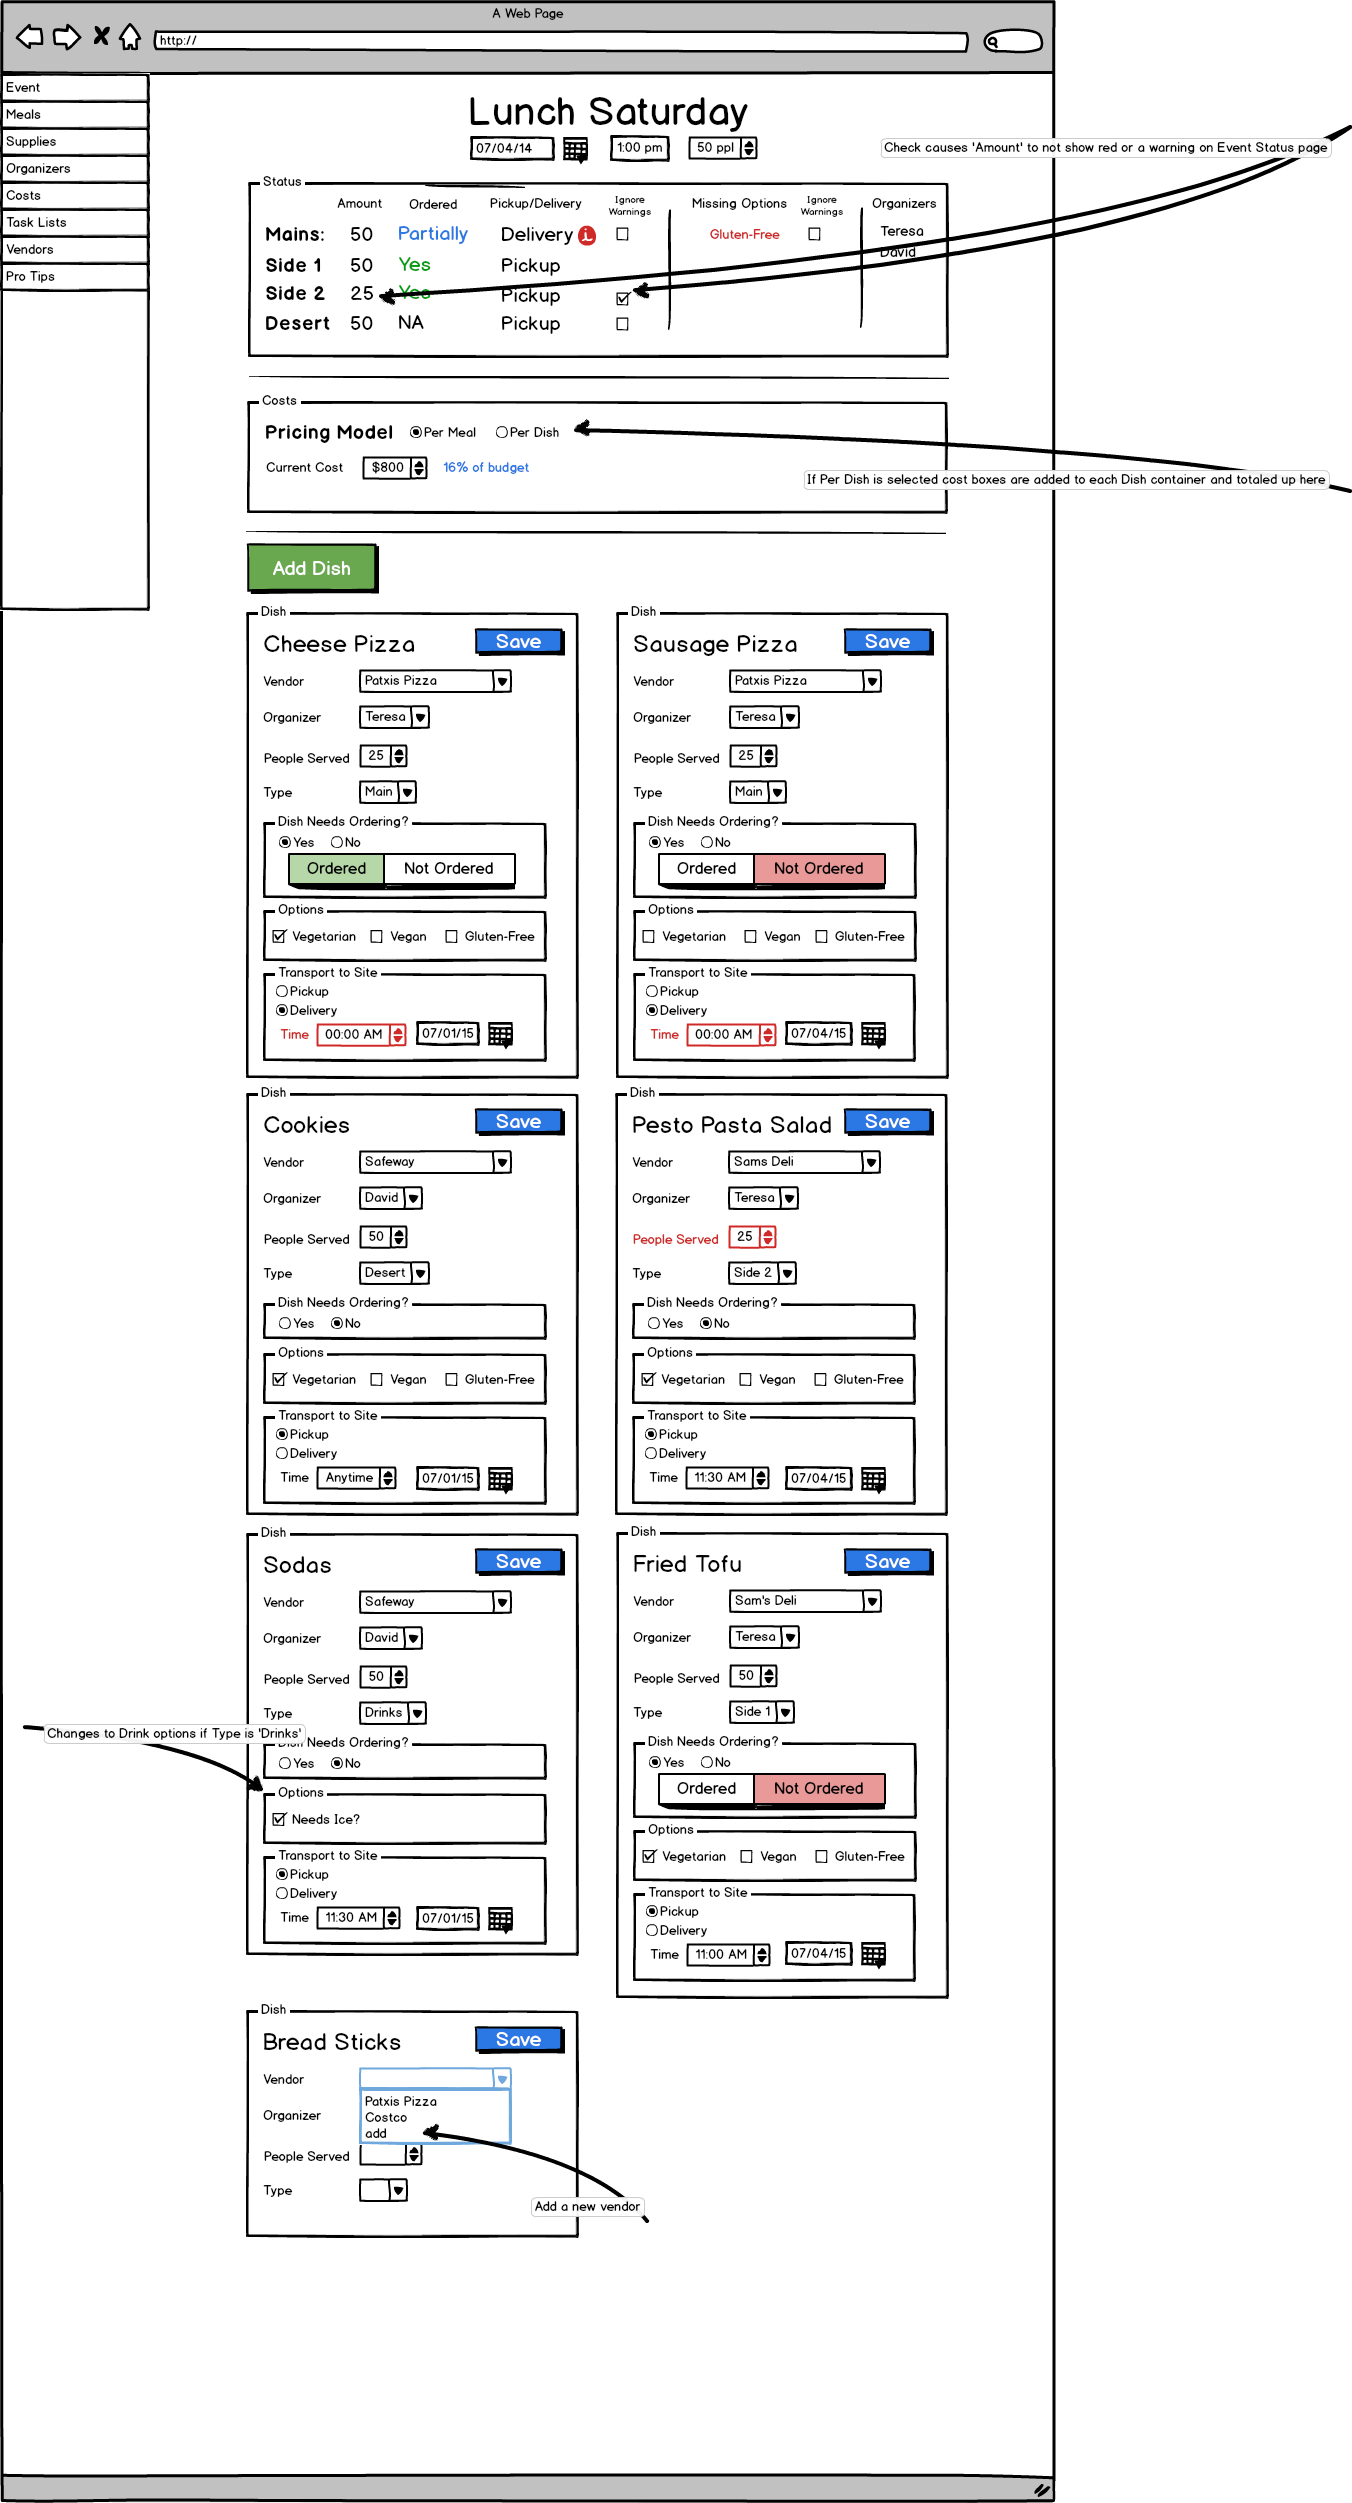 A Web Page
http://
Event
Meals
Supplies
Organizers
Costs
Task Lists
Vendors
Pro Tips
Lunch Saturday
07/04/14 1:00 pm 50 ppl
Check causes 'Amount' to not show red or a warning on Event Status page
Status
Amount Ordered Pickup/Delivery Ignore Warnings Missing Options Ignore Warnings Organizers
Mains: 50 Partially Delivery i Gluten-Free Teresa
David
Side 1 50 Yes Pickup
Side 2 25 Yes Pickup
Desert 50 NA Pickup
Costs
Pricing Model Per Meal Per Dish
Current Cost $800 16% of budget
If Per Dish is selected cost boxes are added to each Dish container and totaled up here
Add Dish
Dish
Cheese Pizza Save
Vendor Patxis Pizza
Organizer Teresa
People Served 25
Type Main
Dish Needs Ordering?
Yes No
Ordered Not Ordered
Options
Vegetarian Vegan Gluten-Free
Transport to Site
Pickup
Delivery
Time 00:00 AM 07/01/15
Dish
Sausage Pizza Save
Vendor Patxis Pizza
Organizer Teresa
People Served 25
Type Main
Dish Needs Ordering?
Yes No
Ordered Not Ordered
Options
Vegetarian Vegan Gluten-Free
Transport to Site
Pickup
Delivery
Time 00:00 AM 07/04/15
Dish
Cookies Save
Vendor Safeway
Organizer David
People Served 50
Type Desert
Dish Needs Ordering?
Yes No
Options
Vegetarian Vegan Gluten-Free
Transport to Site
Pickup
Delivery
Time Anytime 07/01/15
Dish
Pesto Pasta Salad Save
Vendor Sams Deli
Organizer Teresa
People Served 25
Type Side 2
Dish Needs Ordering?
Yes No
Options
Vegetarian Vegan Gluten-Free
Transport to Site
Pickup
Delivery
Time 11:30 AM 07/04/15
Dish
Sodas Save
Vendor Safeway
Organizer David
People Served 50
Type Drinks
Changes to Drink options if Type is 'Drinks'
Dish Needs Ordering?
Yes No
Options
Needs Ice?
Transport to Site
Pickup
Delivery
Time 11:30 AM 07/01/15
Dish
Fried Tofu Save
Vendor Sam's Deli
Organizer Teresa
People Served 50
Type Side 1
Dish Needs Ordering?
Yes No
Ordered Not Ordered
Options
Vegetarian Vegan Gluten-Free
Transport to Site
Pickup
Delivery
Time 11:00 AM 07/04/15
Dish
Bread Sticks Save
Vendor
Patxis Pizza
Costco
add
Organizer
People Served
Type
Add a new vendor